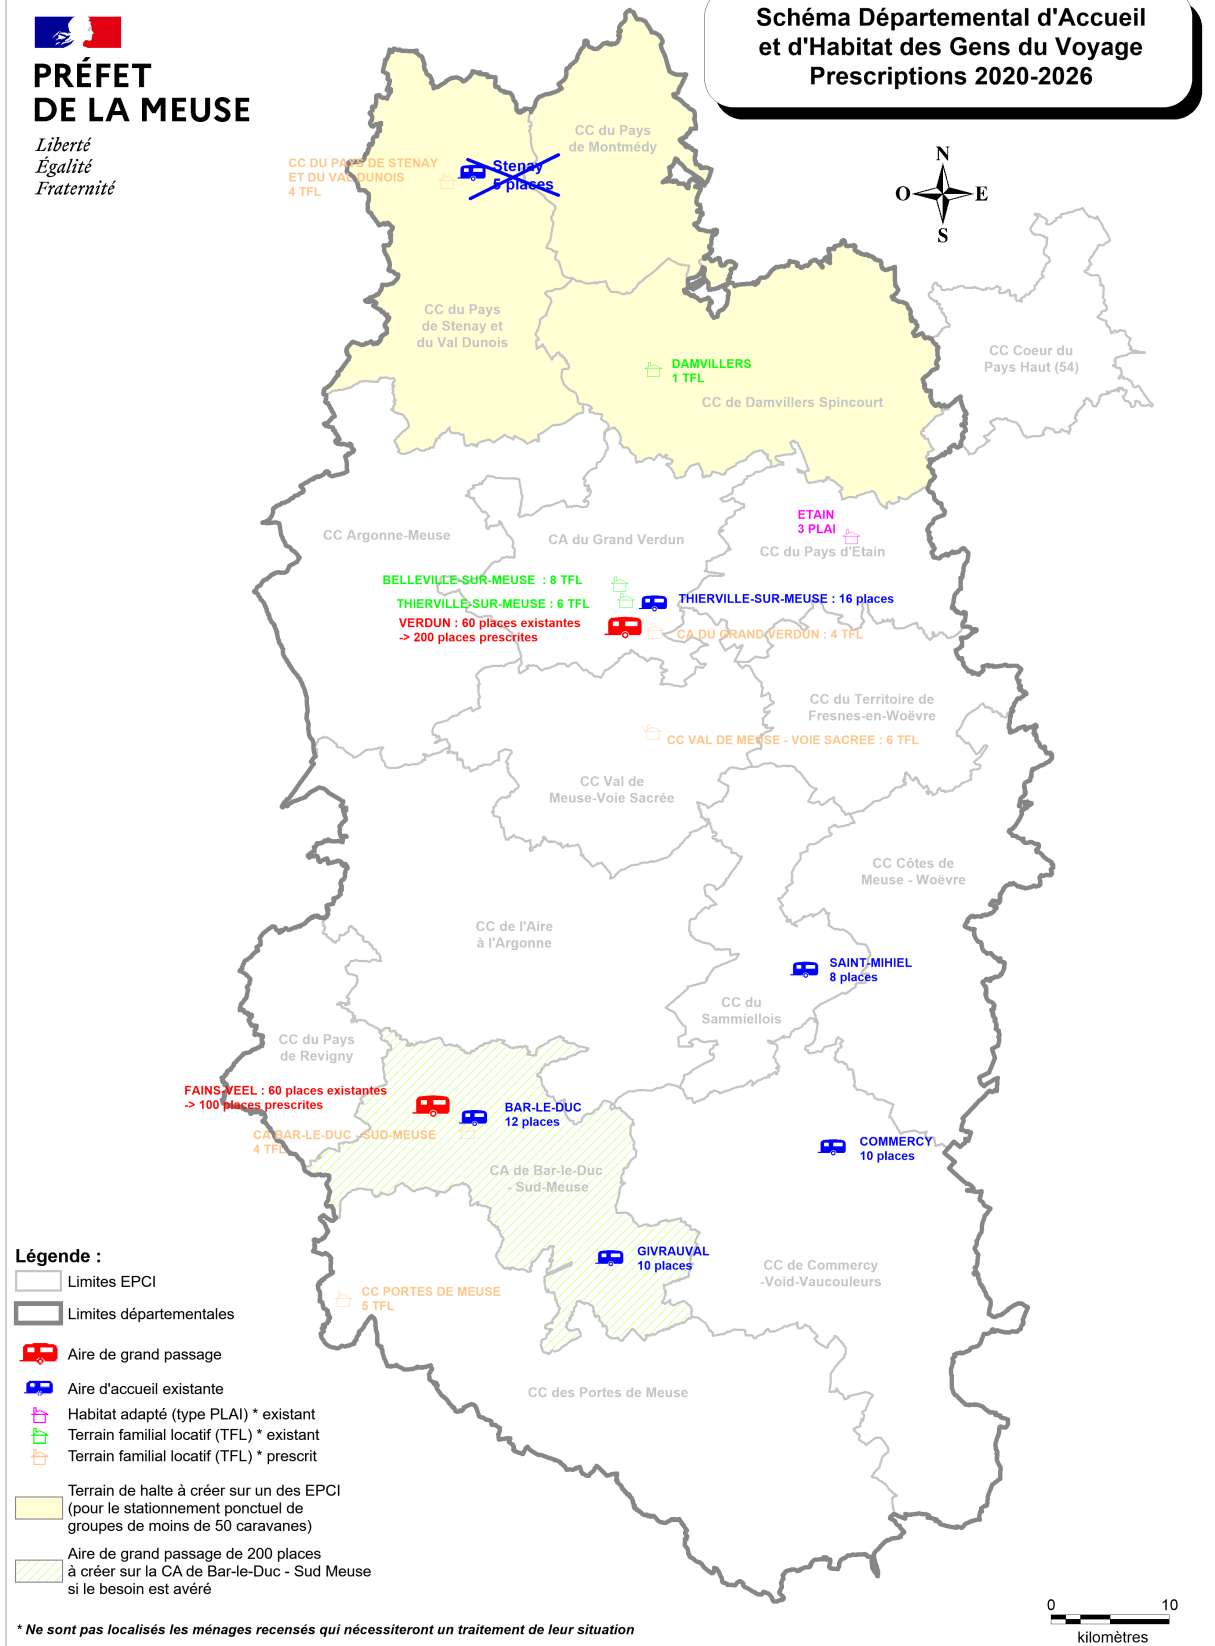 PRÉFET
DE LA MEUSE
Liberté
Égalité
Fraternité
Schéma Départemental d'Accueil
et d'Habitat des Gens du Voyage
Prescriptions 2020-2026
N
O
E
S
CC du Pays
de Montmédy
CC DU PAYS DE STENAY
ET DU VAL DUNOIS
4 TFL
Stenay
5 places
CC du Pays
de Stenay et
du Val Dunois
CC Coeur du
Pays Haut (54)
DAMVILLERS
1 TFL
CC de Damvillers Spincourt
ETAIN
3 PLAI
CC Argonne-Meuse
CA du Grand Verdun
CC du Pays d'Etain
BELLEVILLE-SUR-MEUSE : 8 TFL
THIERVILLE-SUR-MEUSE : 6 TFL
THIERVILLE-SUR-MEUSE : 16 places
VERDUN : 60 places existantes
-> 200 places prescrites
CA DU GRAND VERDUN : 4 TFL
CC du Territoire de
Fresnes-en-Woëvre
CC VAL DE MEUSE - VOIE SACREE : 6 TFL
CC Val de
Meuse-Voie Sacrée
CC Côtes de
Meuse - Woëvre
CC de l'Aire
à l'Argonne
SAINT-MIHIEL
8 places
CC du
Sammiellois
CC du Pays
de Revigny
FAINS-VEEL : 60 places existantes
-> 100 places prescrites
BAR-LE-DUC
12 places
CA BAR-LE-DUC - SUD-MEUSE
4 TFL
COMMERCY
10 places
CA de Bar-le-Duc
- Sud-Meuse
GIVRAUVAL
10 places
CC de Commercy
-Void-Vaucouleurs
CC PORTES DE MEUSE
5 TFL
CC des Portes de Meuse
Légende :
Limites EPCI
Limites départementales
Aire de grand passage
Aire d'accueil existante
Habitat adapté (type PLAI) * existant
Terrain familial locatif (TFL) * existant
Terrain familial locatif (TFL) * prescrit
Terrain de halte à créer sur un des EPCI
(pour le stationnement ponctuel de
groupes de moins de 50 caravanes)
Aire de grand passage de 200 places
à créer sur la CA de Bar-le-Duc - Sud Meuse
si le besoin est avéré
* Ne sont pas localisés les ménages recensés qui nécessiteront un traitement de leur situation
0 10
kilomètres